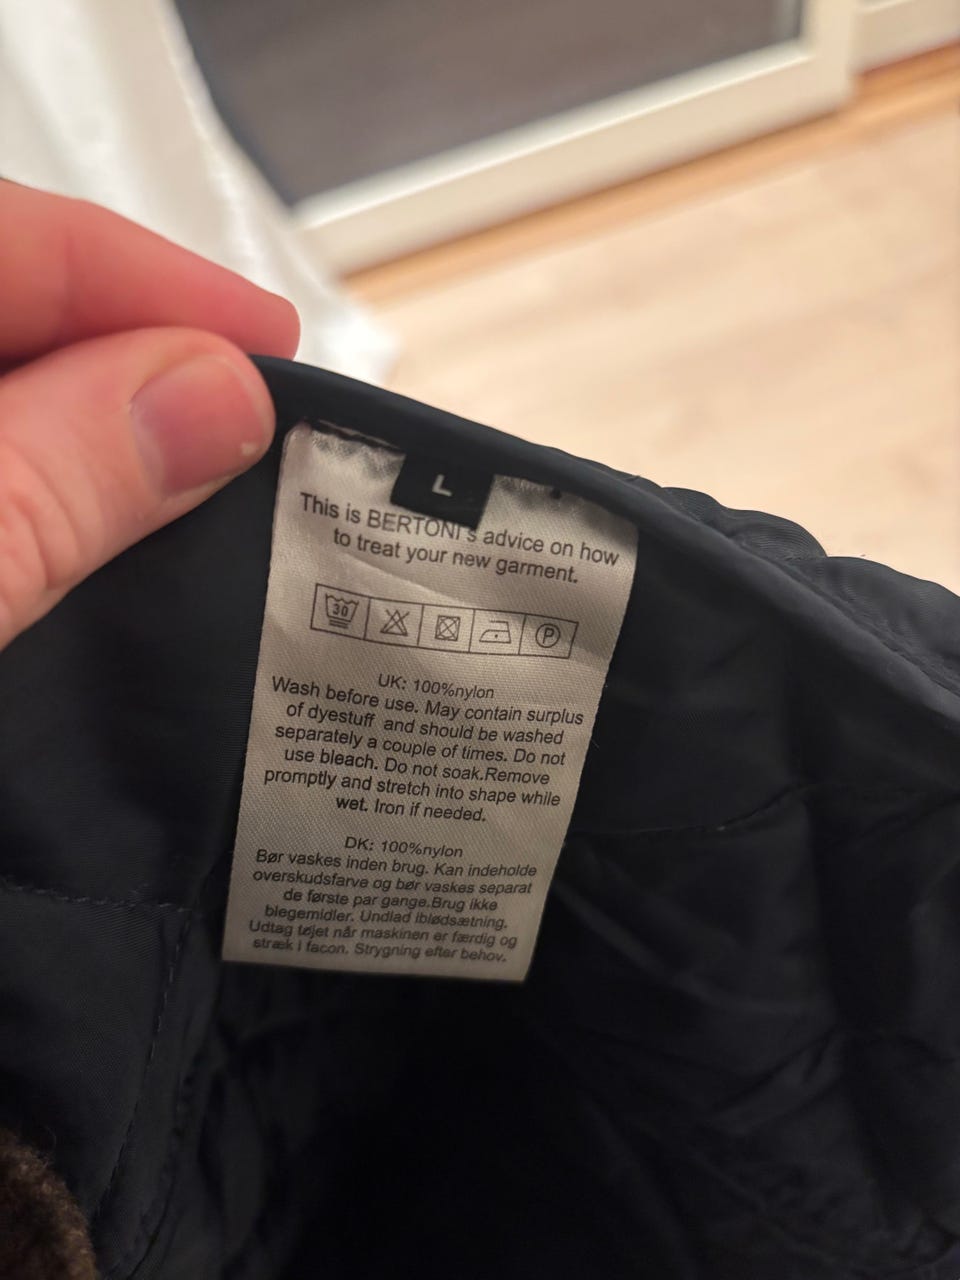 L
This is BERTONI's advice on how
to treat your new garment.
30
P
UK: 100%nylon
Wash before use. May contain surplus
of dyestuff and should be washed
separately a couple of times. Do not
use bleach. Do not soak.Remove
promptly and stretch into shape while
wet. Iron if needed.
DK: 100%nylon
Bør vaskes inden brug. Kan indeholde
overskudsfarve og bør vaskes separat
de første par gange.Brug ikke
blegemidler. Undlad iblødsætning.
Udtag tøjet når maskinen er færdig og
stræk i facon. Strygning efter behov.